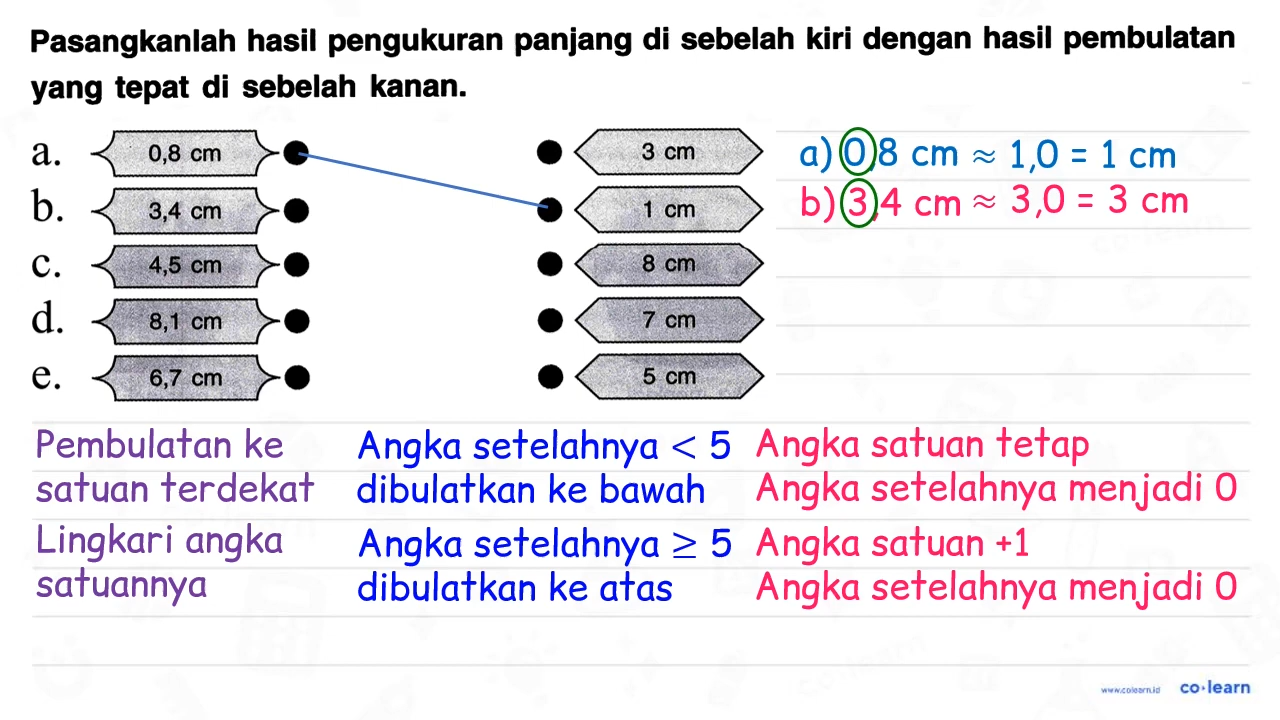 Pasangkanlah hasil pengukuran panjang di sebelah kiri dengan hasil pembulatan
yang tepat di sebelah kanan.
a. 0,8 cm 3 cm a) 0,8 cm ≈ 1,0 = 1 cm
b. 3,4 cm 1 cm b) 3,4 cm ≈ 3,0 = 3 cm
c. 4,5 cm 8 cm
d. 8,1 cm 7 cm
e. 6,7 cm 5 cm
Pembulatan ke Angka setelahnya < 5 Angka satuan tetap
satuan terdekat dibulatkan ke bawah Angka setelahnya menjadi 0
Lingkari angka Angka setelahnya ≥ 5 Angka satuan +1
satuannya dibulatkan ke atas Angka setelahnya menjadi 0
www.colearn.id co·learn